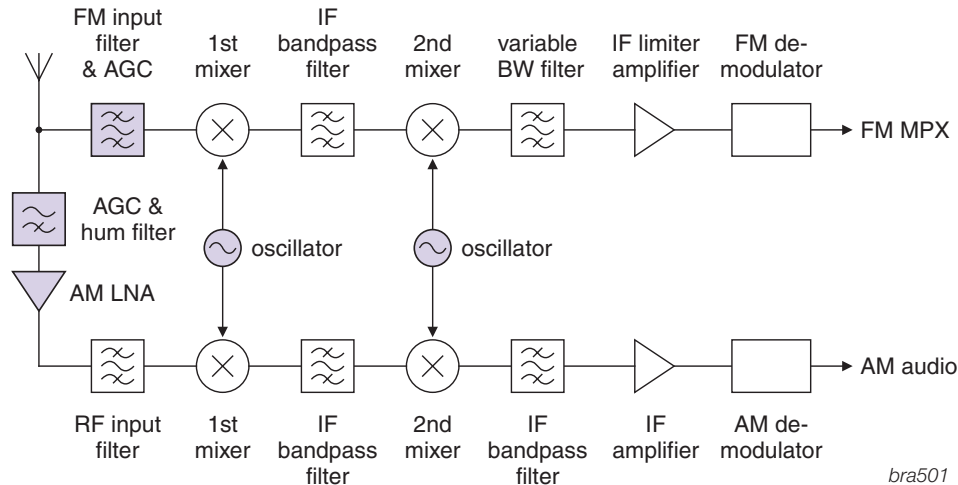 FM input
filter
& AGC
1st
mixer
IF
bandpass
filter
2nd
mixer
variable
BW filter
IF limiter
amplifier
FM de-
modulator
FM MPX
AGC &
hum filter
oscillator
oscillator
AM LNA
AM audio
RF input
filter
1st
mixer
IF
bandpass
filter
2nd
mixer
IF
bandpass
filter
IF
amplifier
AM de-
modulator
bra501